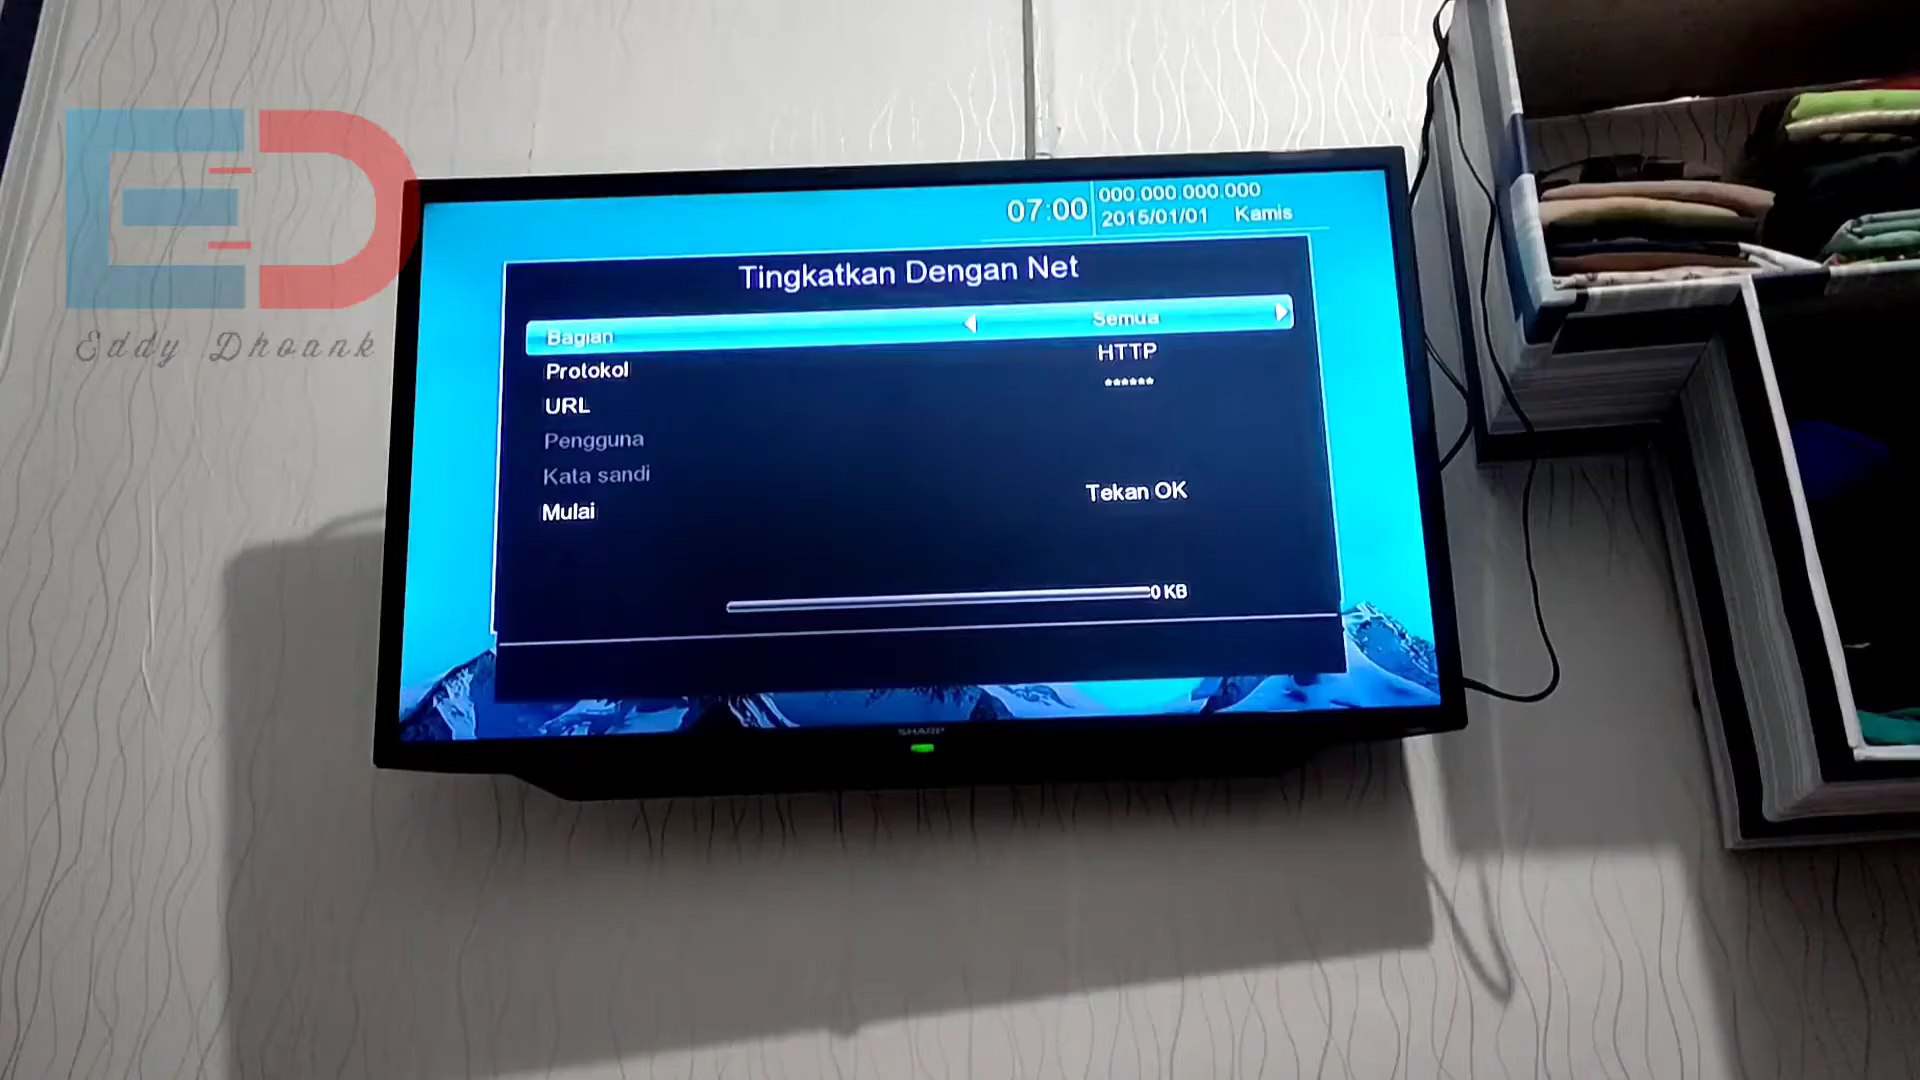 ED
Eddy Dhoank
07:00
000.000.000.000
2015/01/01 Kamis
Tingkatkan Dengan Net
Bagian Semua
Protokol HTTP
URL ******
Pengguna
Kata sandi
Mulai Tekan OK
0 KB
SHARP